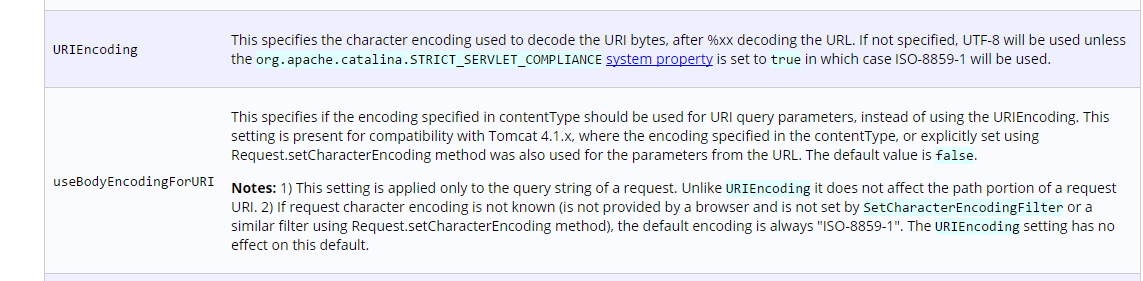 This specifies the character encoding used to decode the URI bytes, after %xx decoding the URL. If not specified, UTF-8 will be used unless
URIEncoding
the org.apache.catalina.STRICT_SERVLET_COMPLIANCE system property is set to true in which case ISO-8859-1 will be used.
This specifies if the encoding specified in contentType should be used for URI query parameters, instead of using the URIEncoding. This
setting is present for compatibility with Tomcat 4.1.x, where the encoding specified in the contentType, or explicitly set using
Request.setCharacterEncoding method was also used for the parameters from the URL. The default value is false.
useBodyEncodingForURI
Notes: 1) This setting is applied only to the query string of a request. Unlike URIEncoding it does not affect the path portion of a request
URI. 2) If request character encoding is not known (is not provided by a browser and is not set by SetCharacterEncodingFilter or a
similar filter using Request.setCharacterEncoding method), the default encoding is always "ISO-8859-1". The URIEncoding setting has no
effect on this default.